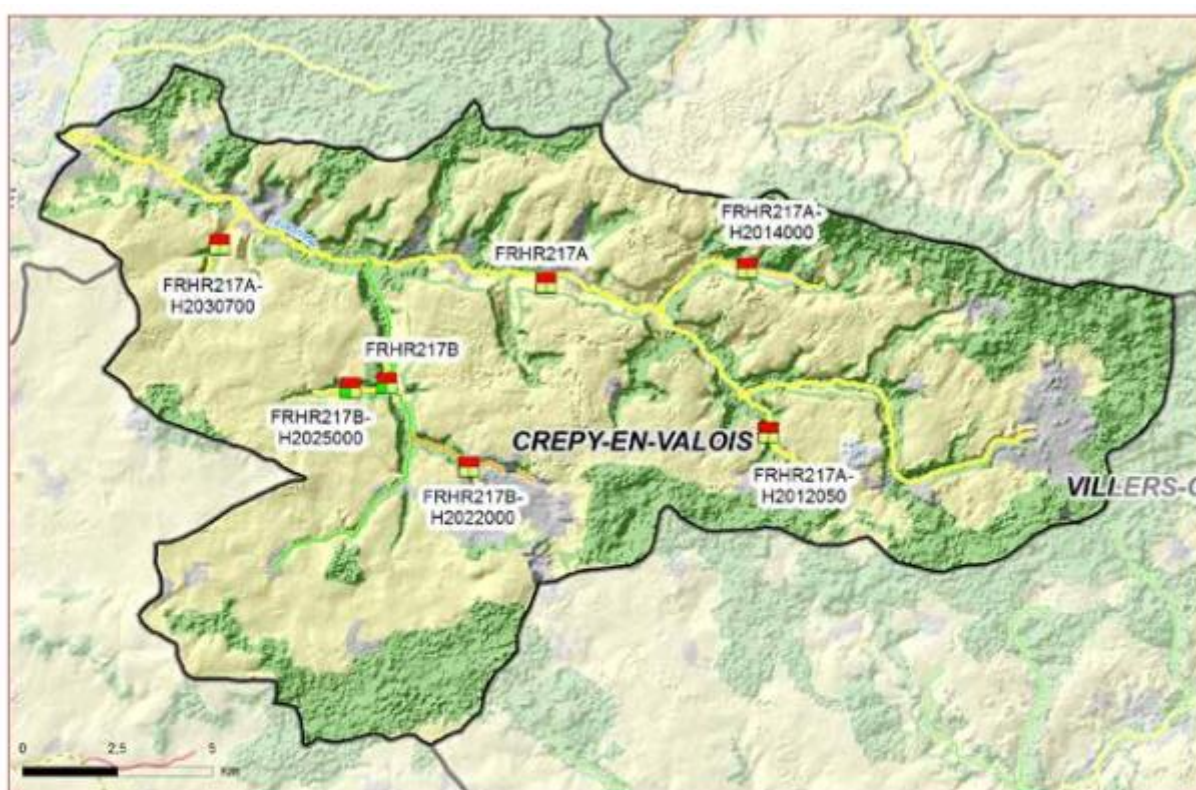 FRHR217A-
H2014000
FRHR217A
FRHR217A-
H2030700
FRHR217B
FRHR217B-
H2025000
CREPY-EN-VALOIS
FRHR217B-
H2022000
FRHR217A-
H2012050
VILLERS-C
0 2,5 5
Km